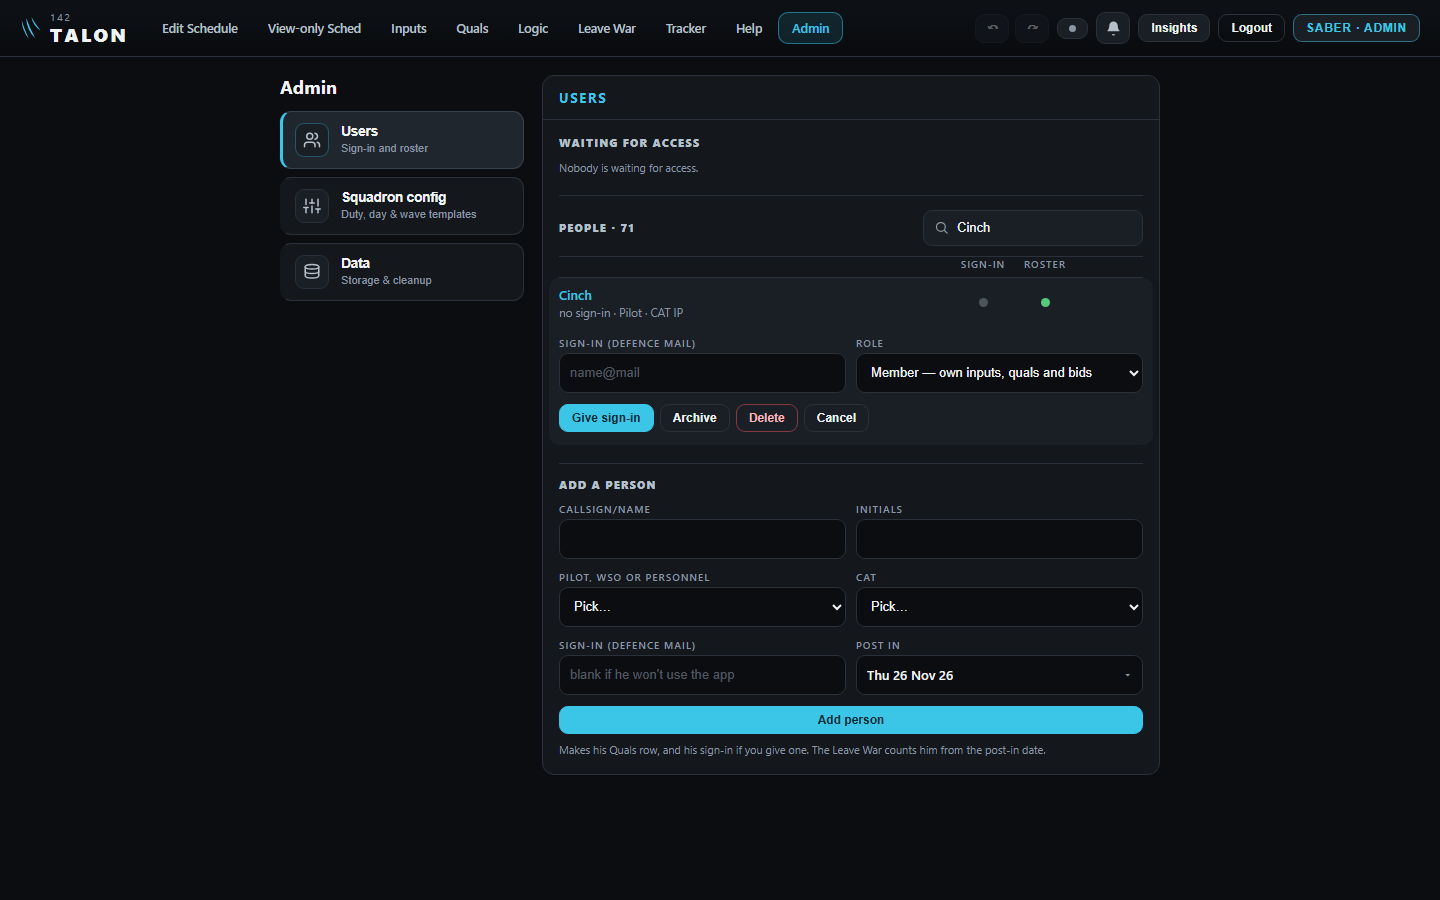 142
TALON
Edit Schedule
View-only Sched
Inputs
Quals
Logic
Leave War
Tracker
Help
Admin
Insights
Logout
SABER · ADMIN
Admin
Users
Sign-in and roster
Squadron config
Duty, day & wave templates
Data
Storage & cleanup
USERS
WAITING FOR ACCESS
Nobody is waiting for access.
PEOPLE · 71
Cinch
SIGN-IN ROSTER
Cinch
no sign-in · Pilot · CAT IP
SIGN-IN (DEFENCE MAIL)
name@mail
ROLE
Member — own inputs, quals and bids
Give sign-in
Archive
Delete
Cancel
ADD A PERSON
CALLSIGN/NAME
INITIALS
PILOT, WSO OR PERSONNEL
Pick...
CAT
Pick...
SIGN-IN (DEFENCE MAIL)
blank if he won't use the app
POST IN
Thu 26 Nov 26
Add person
Makes his Quals row, and his sign-in if you give one. The Leave War counts him from the post-in date.